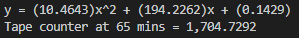 y = (10.4643)x^2 + (194.2262)x + (0.1429)
Tape counter at 65 mins = 1,704.7292